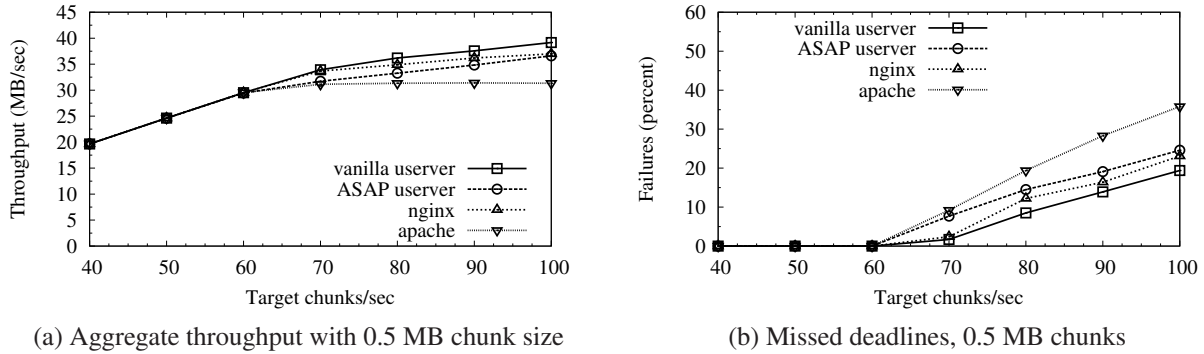 45
40
35
30
25
20
15
10
5
0
Throughput (MB/sec)
vanilla userver
ASAP userver
nginx
apache
40 50 60 70 80 90 100
Target chunks/sec
(a) Aggregate throughput with 0.5 MB chunk size
60
50
40
30
20
10
0
Failures (percent)
vanilla userver
ASAP userver
nginx
apache
40 50 60 70 80 90 100
Target chunks/sec
(b) Missed deadlines, 0.5 MB chunks